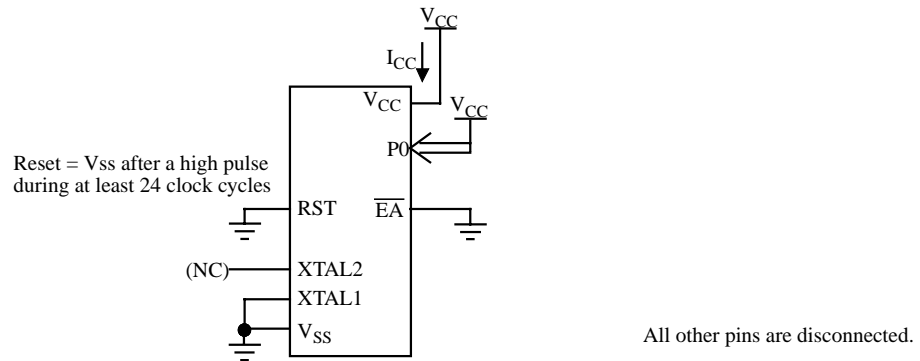 VCC
ICC
VCC
VCC
P0
Reset = Vss after a high pulse
during at least 24 clock cycles
RST
EA
(NC)
XTAL2
XTAL1
VSS
All other pins are disconnected.